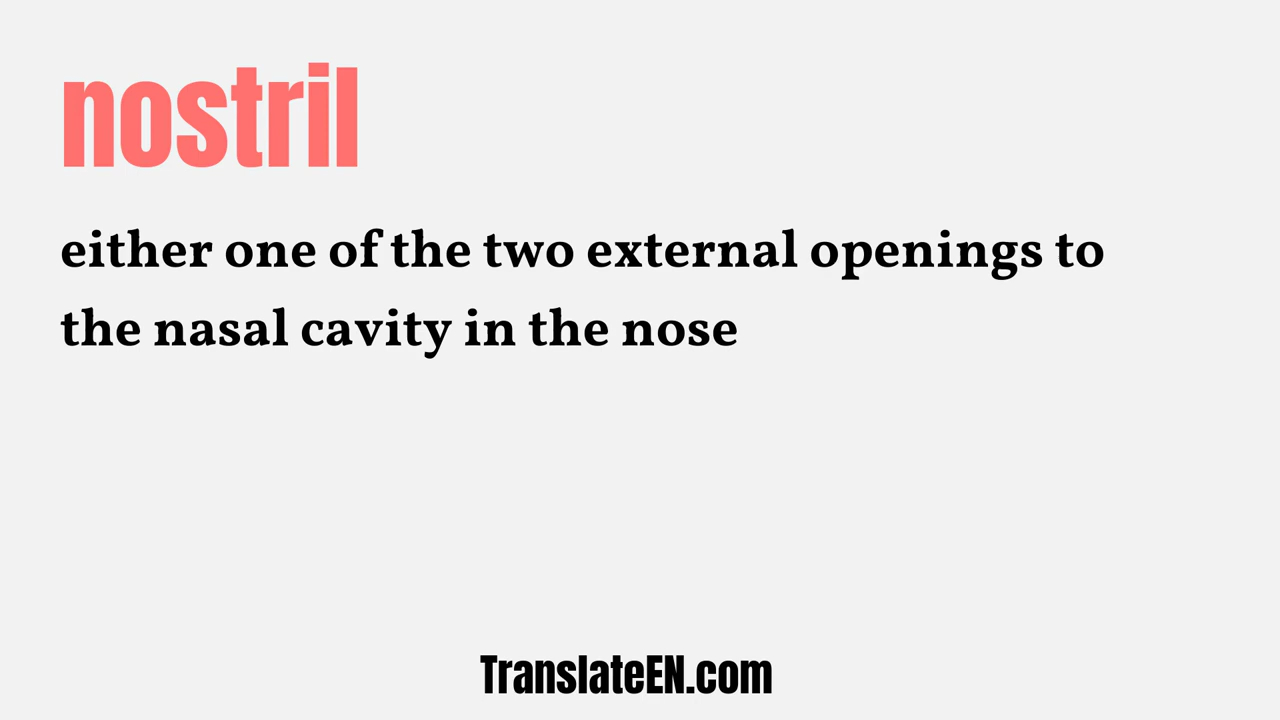 nostril
either one of the two external openings to
the nasal cavity in the nose
TranslateEN.com